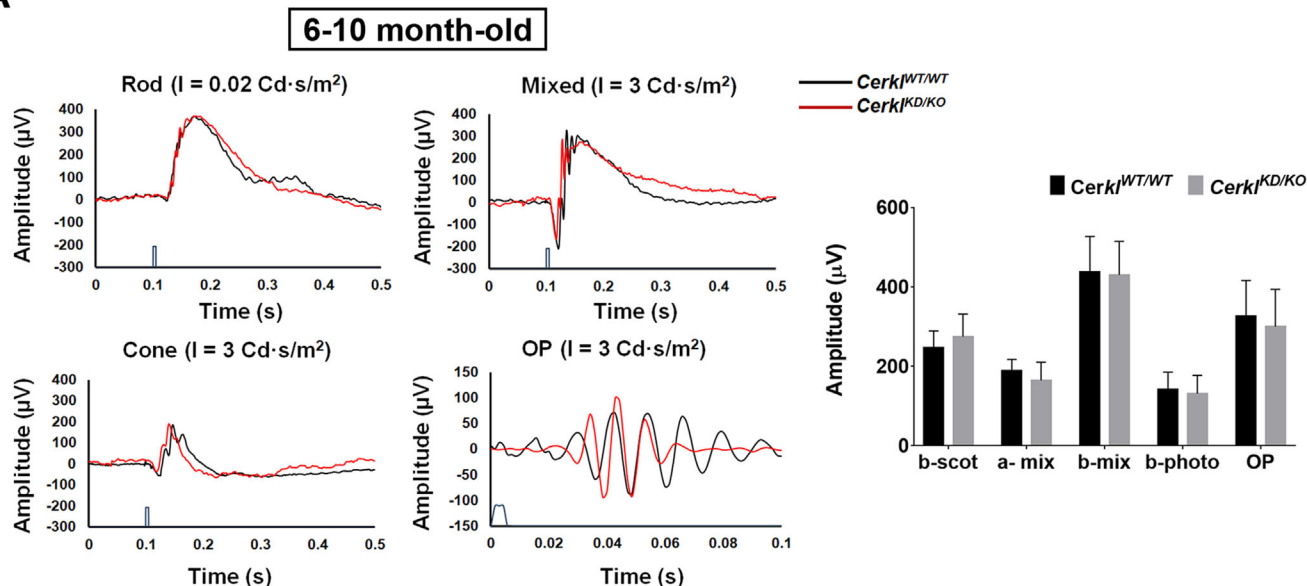 A
6-10 month-old
Rod (I = 0.02 Cd·s/m²)
Amplitude (µV)
400
300
200
100
0
-100
-200
-300
0 0.1 0.2 0.3 0.4 0.5
Time (s)
Mixed (I = 3 Cd·s/m²)
Amplitude (µV)
400
300
200
100
0
-100
-200
-300
0 0.1 0.2 0.3 0.4 0.5
Time (s)
Cerkl^WT/WT
Cerkl^KD/KO
Cone (I = 3 Cd·s/m²)
Amplitude (µV)
400
300
200
100
0
-100
-200
-300
0 0.1 0.2 0.3 0.4 0.5
Time (s)
OP (I = 3 Cd·s/m²)
Amplitude (µV)
150
100
50
0
-50
-100
-150
0 0.02 0.04 0.06 0.08 0.1
Time (s)
Cerkl^WT/WT Cerkl^KD/KO
Amplitude (µV)
600
400
200
0
b-scot a- mix b-mix b-photo OP